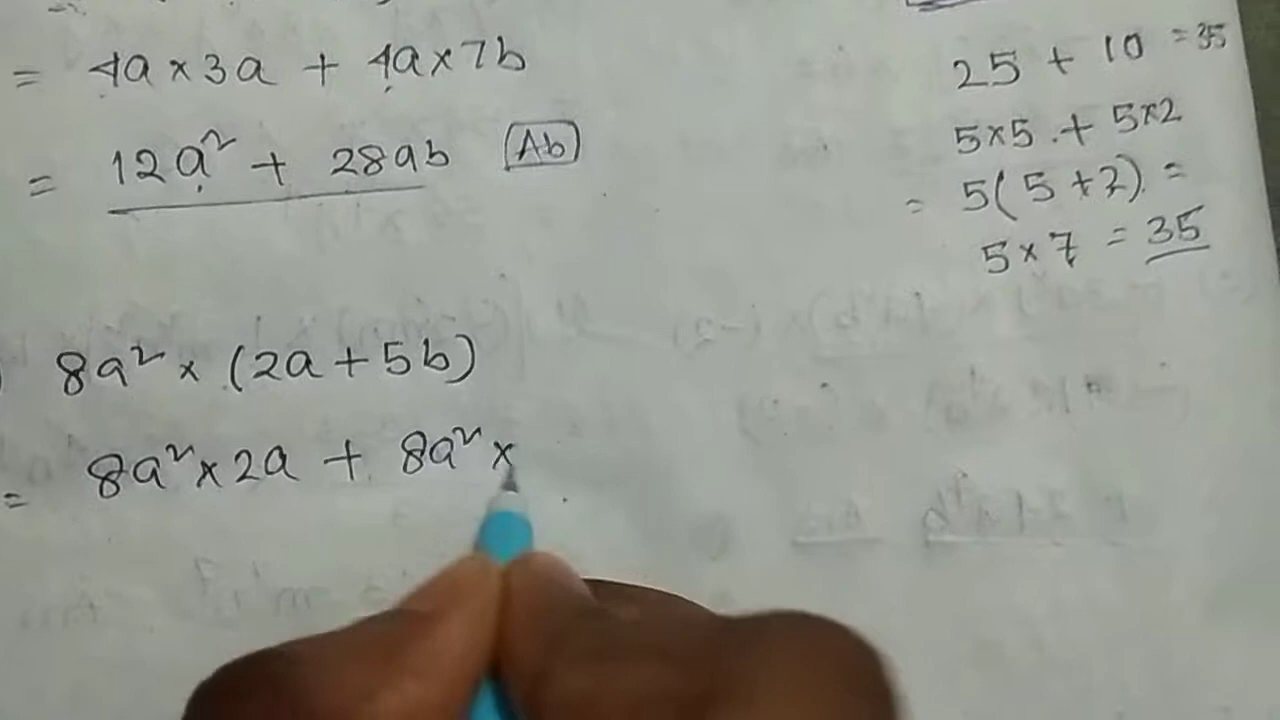 = 4a × 3a + 4a × 7b
= 12a² + 28ab Ab
8a² × (2a + 5b)
= 8a² × 2a + 8a² ×
25 + 10 = 35
5×5 + 5×2
= 5(5+2) =
5 × 7 = 35